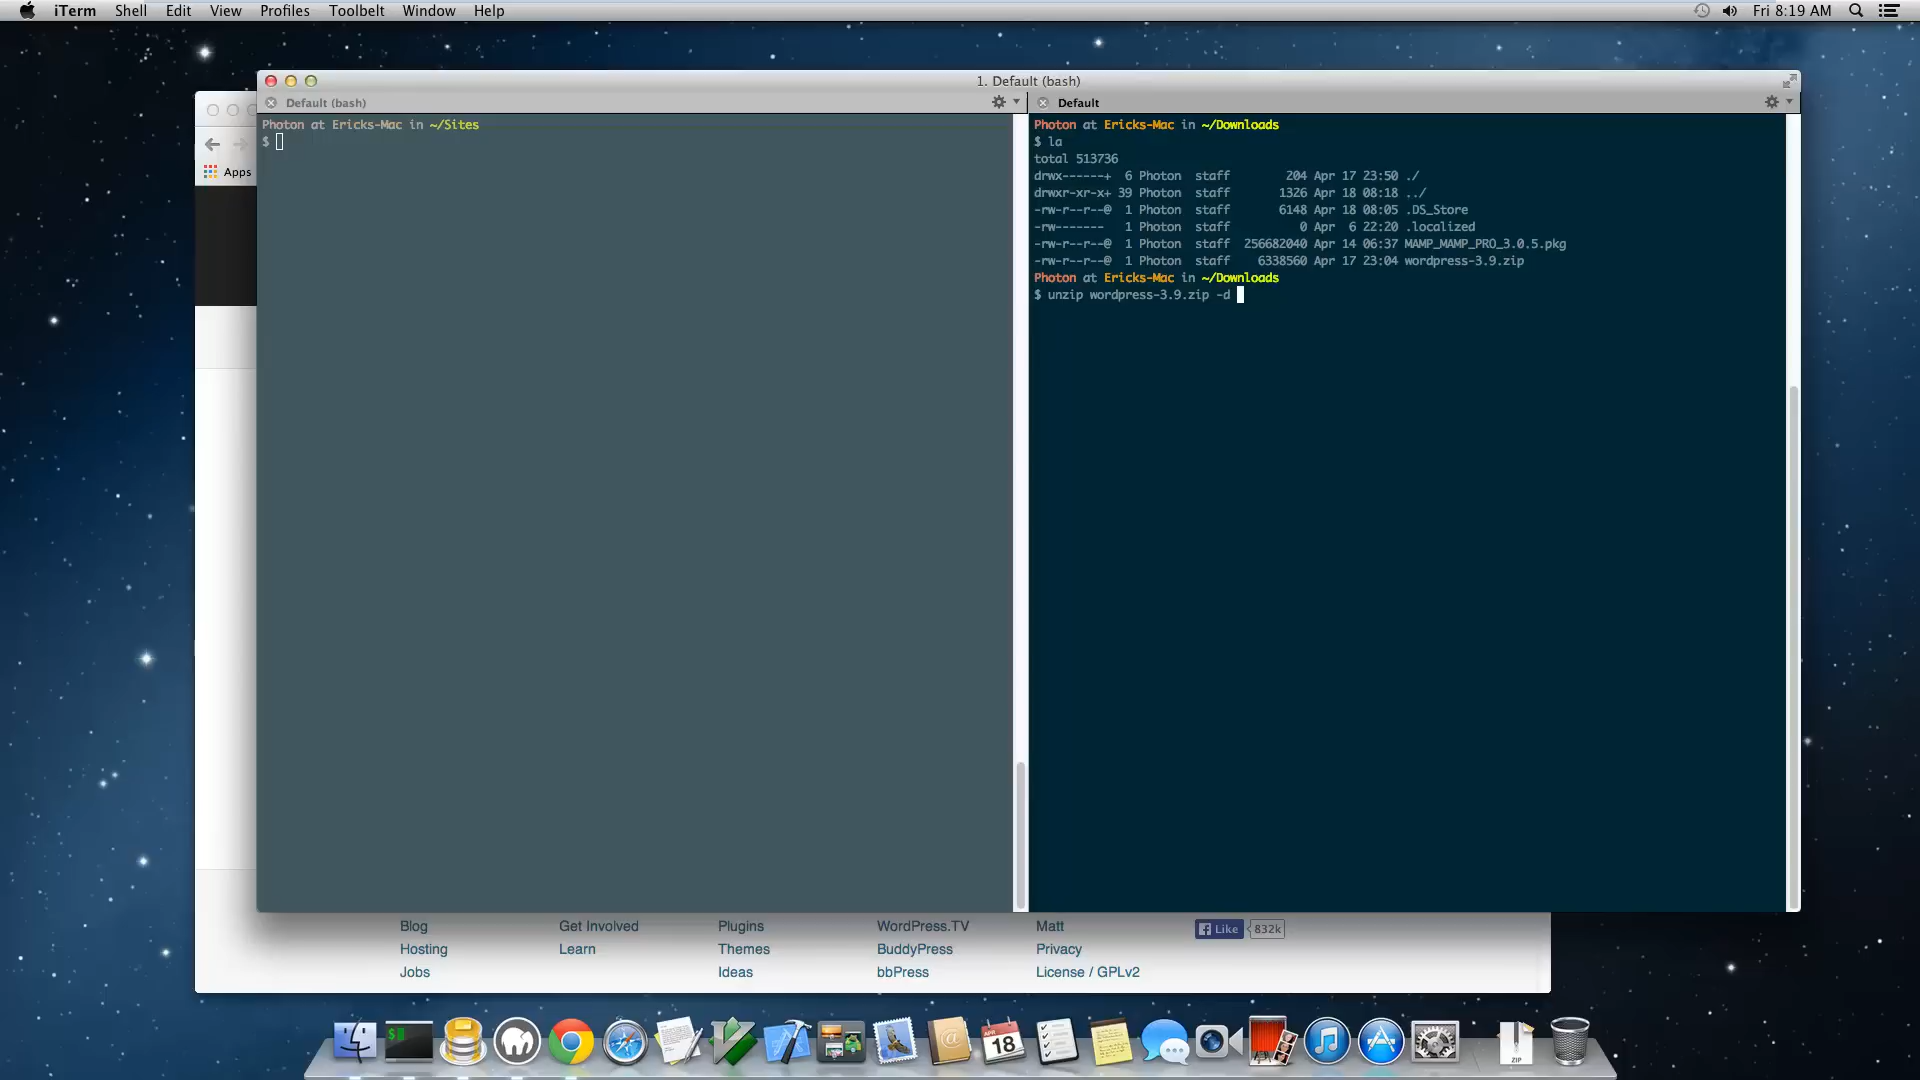 iTerm Shell Edit View Profiles Toolbelt Window Help
Fri 8:19 AM
1. Default (bash)
Default (bash)
Photon at Ericks-Mac in ~/Sites
$
Default
Photon at Ericks-Mac in ~/Downloads
$ la
total 513736
drwx------+ 6 Photon staff 204 Apr 17 23:50 ./
drwxr-xr-x+ 39 Photon staff 1326 Apr 18 08:18 ../
-rw-r--r--@ 1 Photon staff 6148 Apr 18 08:05 .DS_Store
-rw------- 1 Photon staff 0 Apr 6 22:20 .localized
-rw-r--r--@ 1 Photon staff 256682040 Apr 14 06:37 MAMP_MAMP_PRO_3.0.5.pkg
-rw-r--r--@ 1 Photon staff 6338560 Apr 17 23:04 wordpress-3.9.zip
Photon at Ericks-Mac in ~/Downloads
$ unzip wordpress-3.9.zip -d
Apps
Blog Get Involved Plugins WordPress.TV Matt Like 832k
Hosting Learn Themes BuddyPress Privacy
Jobs Ideas bbPress License / GPLv2
$
APR
18
ZIP